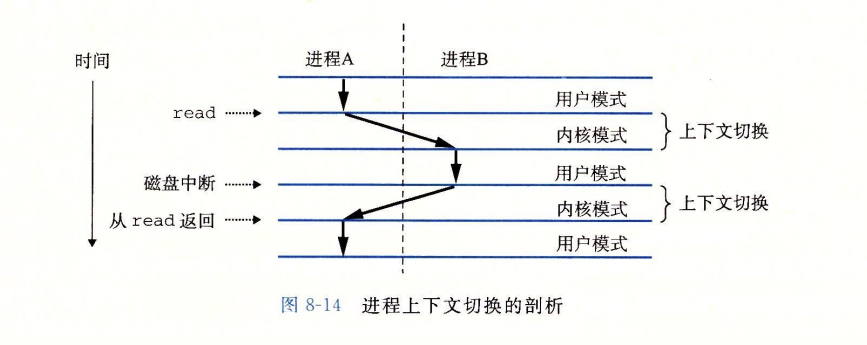 时间
进程A 进程B
用户模式
read
内核模式 上下文切换
用户模式
磁盘中断
内核模式 上下文切换
从 read 返回
用户模式
图 8-14 进程上下文切换的剖析